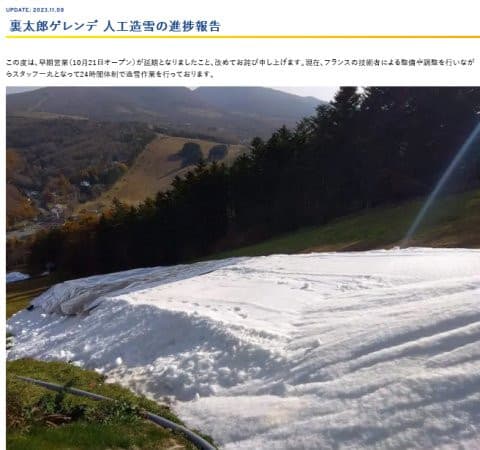 UPDATE: 2023.11.09
裏太郎ゲレンデ 人工造雪の進捗報告
この度は、早期営業(10月21日オープン)が延期となりましたこと、改めてお詫び申し上げます。現在、フランスの技術者による整備や調整を行いなが
らスタッフ一丸となって24時間体制で造雪作業を行っております。